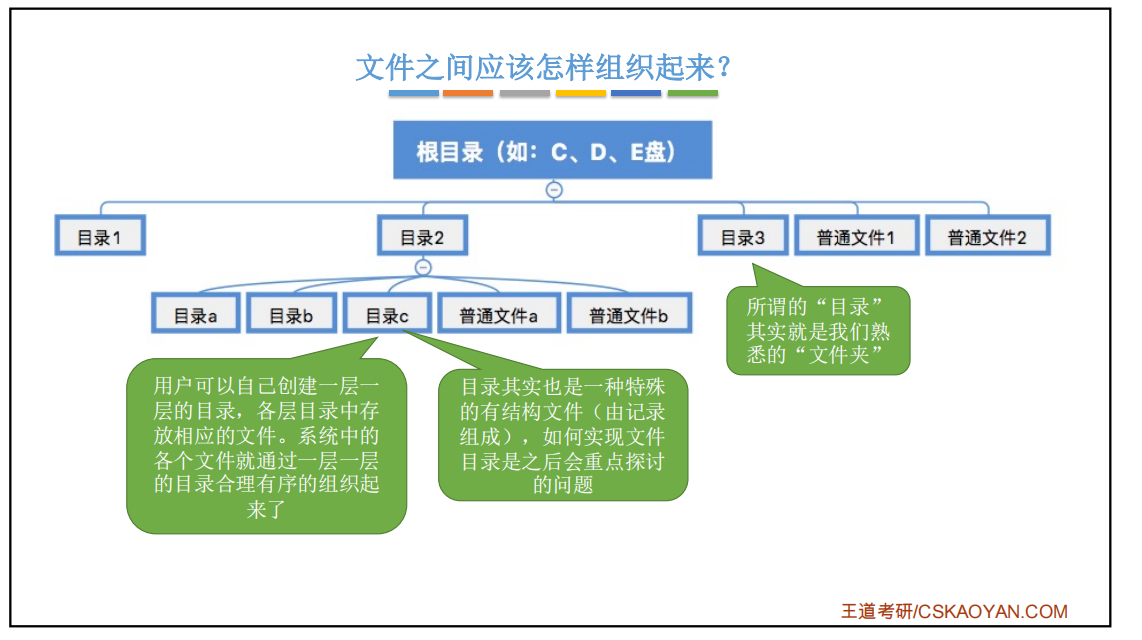 文件之间应该怎样组织起来？
根目录（如：C、D、E盘）
目录1
目录2
目录3
普通文件1
普通文件2
目录a
目录b
目录c
普通文件a
普通文件b
所谓的“目录”
其实就是我们熟
悉的“文件夹”
用户可以自己创建一层一
层的目录，各层目录中存
放相应的文件。系统中的
各个文件就通过一层一层
的目录合理有序的组织起
来了
目录其实也是一种特殊
的有结构文件（由记录
组成），如何实现文件
目录是之后会重点探讨
的问题
王道考研/CSKAOYAN.COM